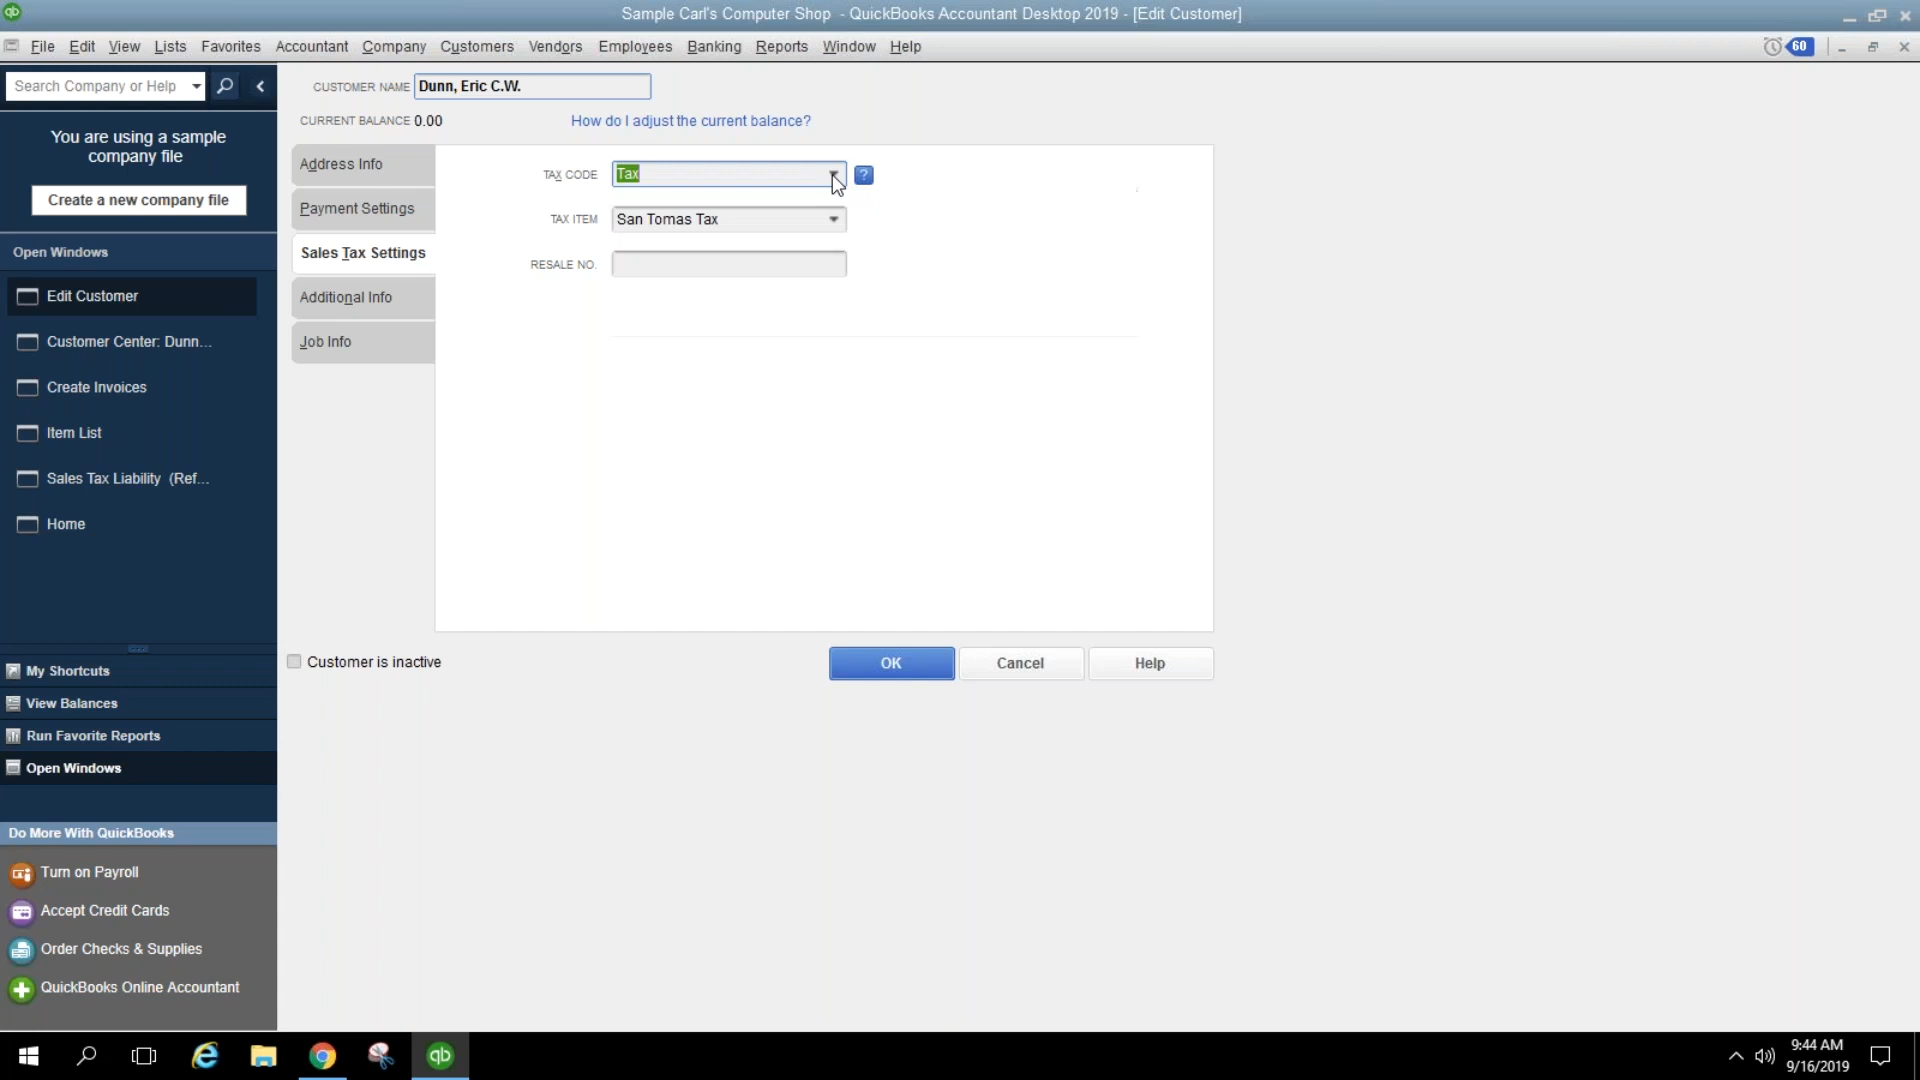 qb
Sample Carl's Computer Shop - QuickBooks Accountant Desktop 2019 - [Edit Customer]
File Edit View Lists Favorites Accountant Company Customers Vendors Employees Banking Reports Window Help
60
Search Company or Help
You are using a sample
company file
Create a new company file
Open Windows
Edit Customer
Customer Center: Dunn...
Create Invoices
Item List
Sales Tax Liability (Ref...
Home
My Shortcuts
View Balances
Run Favorite Reports
Open Windows
Do More With QuickBooks
Turn on Payroll
Accept Credit Cards
Order Checks & Supplies
QuickBooks Online Accountant
CUSTOMER NAME Dunn, Eric C.W.
CURRENT BALANCE 0.00
How do I adjust the current balance?
Address Info
Payment Settings
Sales Tax Settings
Additional Info
Job Info
TAX CODE Tax ?
TAX ITEM San Tomas Tax
RESALE NO.
Customer is inactive
OK Cancel Help
qb
9:44 AM
9/16/2019